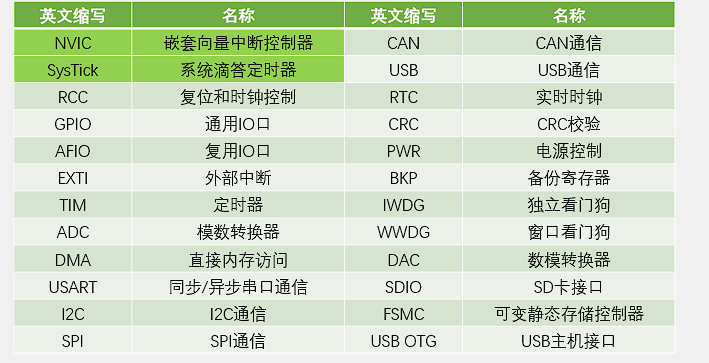 英文缩写 名称 英文缩写 名称
NVIC 嵌套向量中断控制器 CAN CAN通信
SysTick 系统滴答定时器 USB USB通信
RCC 复位和时钟控制 RTC 实时时钟
GPIO 通用IO口 CRC CRC校验
AFIO 复用IO口 PWR 电源控制
EXTI 外部中断 BKP 备份寄存器
TIM 定时器 IWDG 独立看门狗
ADC 模数转换器 WWDG 窗口看门狗
DMA 直接内存访问 DAC 数模转换器
USART 同步/异步串口通信 SDIO SD卡接口
I2C I2C通信 FSMC 可变静态存储控制器
SPI SPI通信 USB OTG USB主机接口